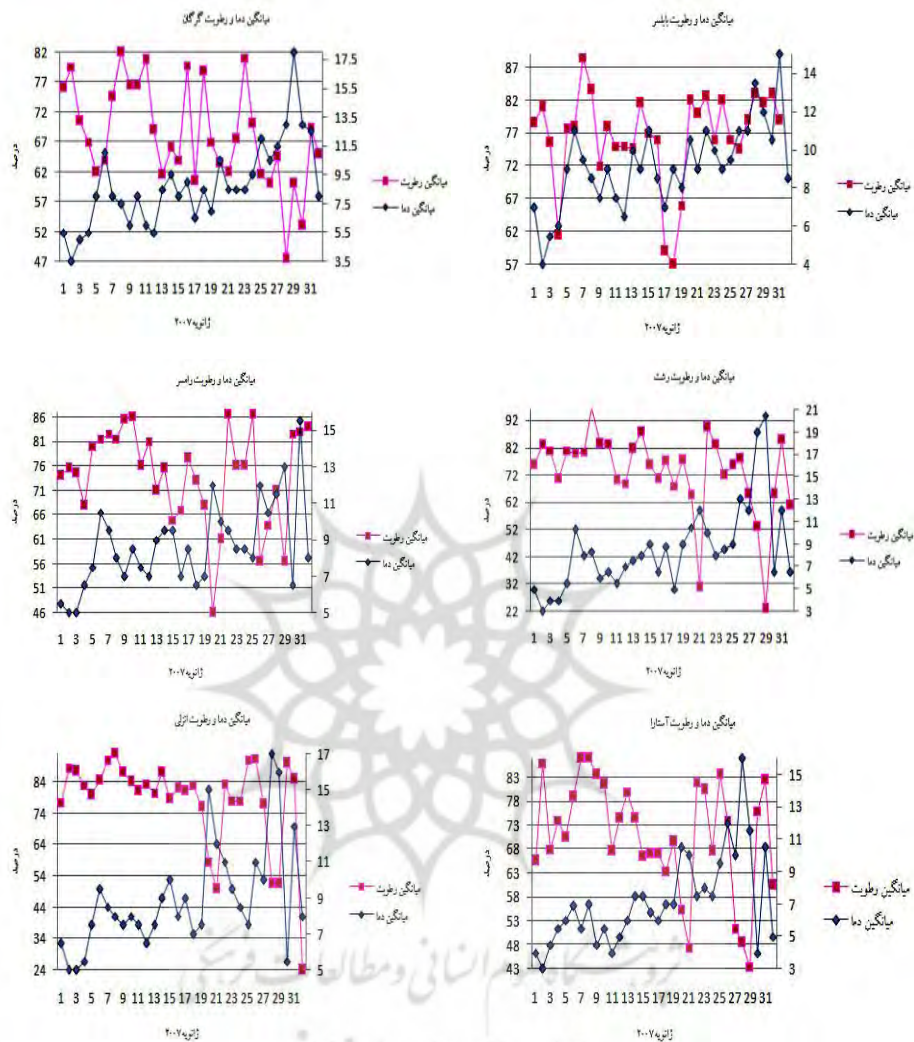 میانگین دما و رطوبت گرگان
82
77
72
67
62
57
52
47
17.5
15.5
13.5
11.5
9.5
7.5
5.5
3.5
درصد
1 3 5 7 9 11 13 15 17 19 21 23 25 27 29 31
ژانویه ۲۰۰۷
میانگین رطوبت
میانگین دما
میانگین دما و رطوبت بابلسر
87
82
77
72
67
62
57
14
12
10
8
6
4
درصد
1 3 5 7 9 11 13 15 17 19 21 23 25 27 29 31
ژانویه ۲۰۰۷
میانگین رطوبت
میانگین دما
میانگین دما و رطوبت رامسر
86
81
76
71
66
61
56
51
46
15
13
11
9
7
5
درصد
1 3 5 7 9 11 13 15 17 19 21 23 25 27 29 31
ژانویه ۲۰۰۷
میانگین رطوبت
میانگین دما
میانگین دما و رطوبت رشت
92
82
72
62
52
42
32
22
21
19
17
15
13
11
9
7
5
3
درصد
1 3 5 7 9 11 13 15 17 19 21 23 25 27 29 31
ژانویه ۲۰۰۷
میانگین رطوبت
میانگین دما
میانگین دما و رطوبت انزلی
84
74
64
54
44
34
24
17
15
13
11
9
7
5
درصد
1 3 5 7 9 11 13 15 17 19 21 23 25 27 29 31
ژانویه ۲۰۰۷
میانگین رطوبت
میانگین دما
میانگین دما و رطوبت آستارا
83
78
73
68
63
58
53
48
43
15
13
11
9
7
5
3
درصد
1 3 5 7 9 11 13 15 17 19 21 23 25 27 29 31
ژانویه ۲۰۰۷
میانگین رطوبت
میانگین دما
پژوهشگاه علوم انسانی و مطالعات فرهنگی